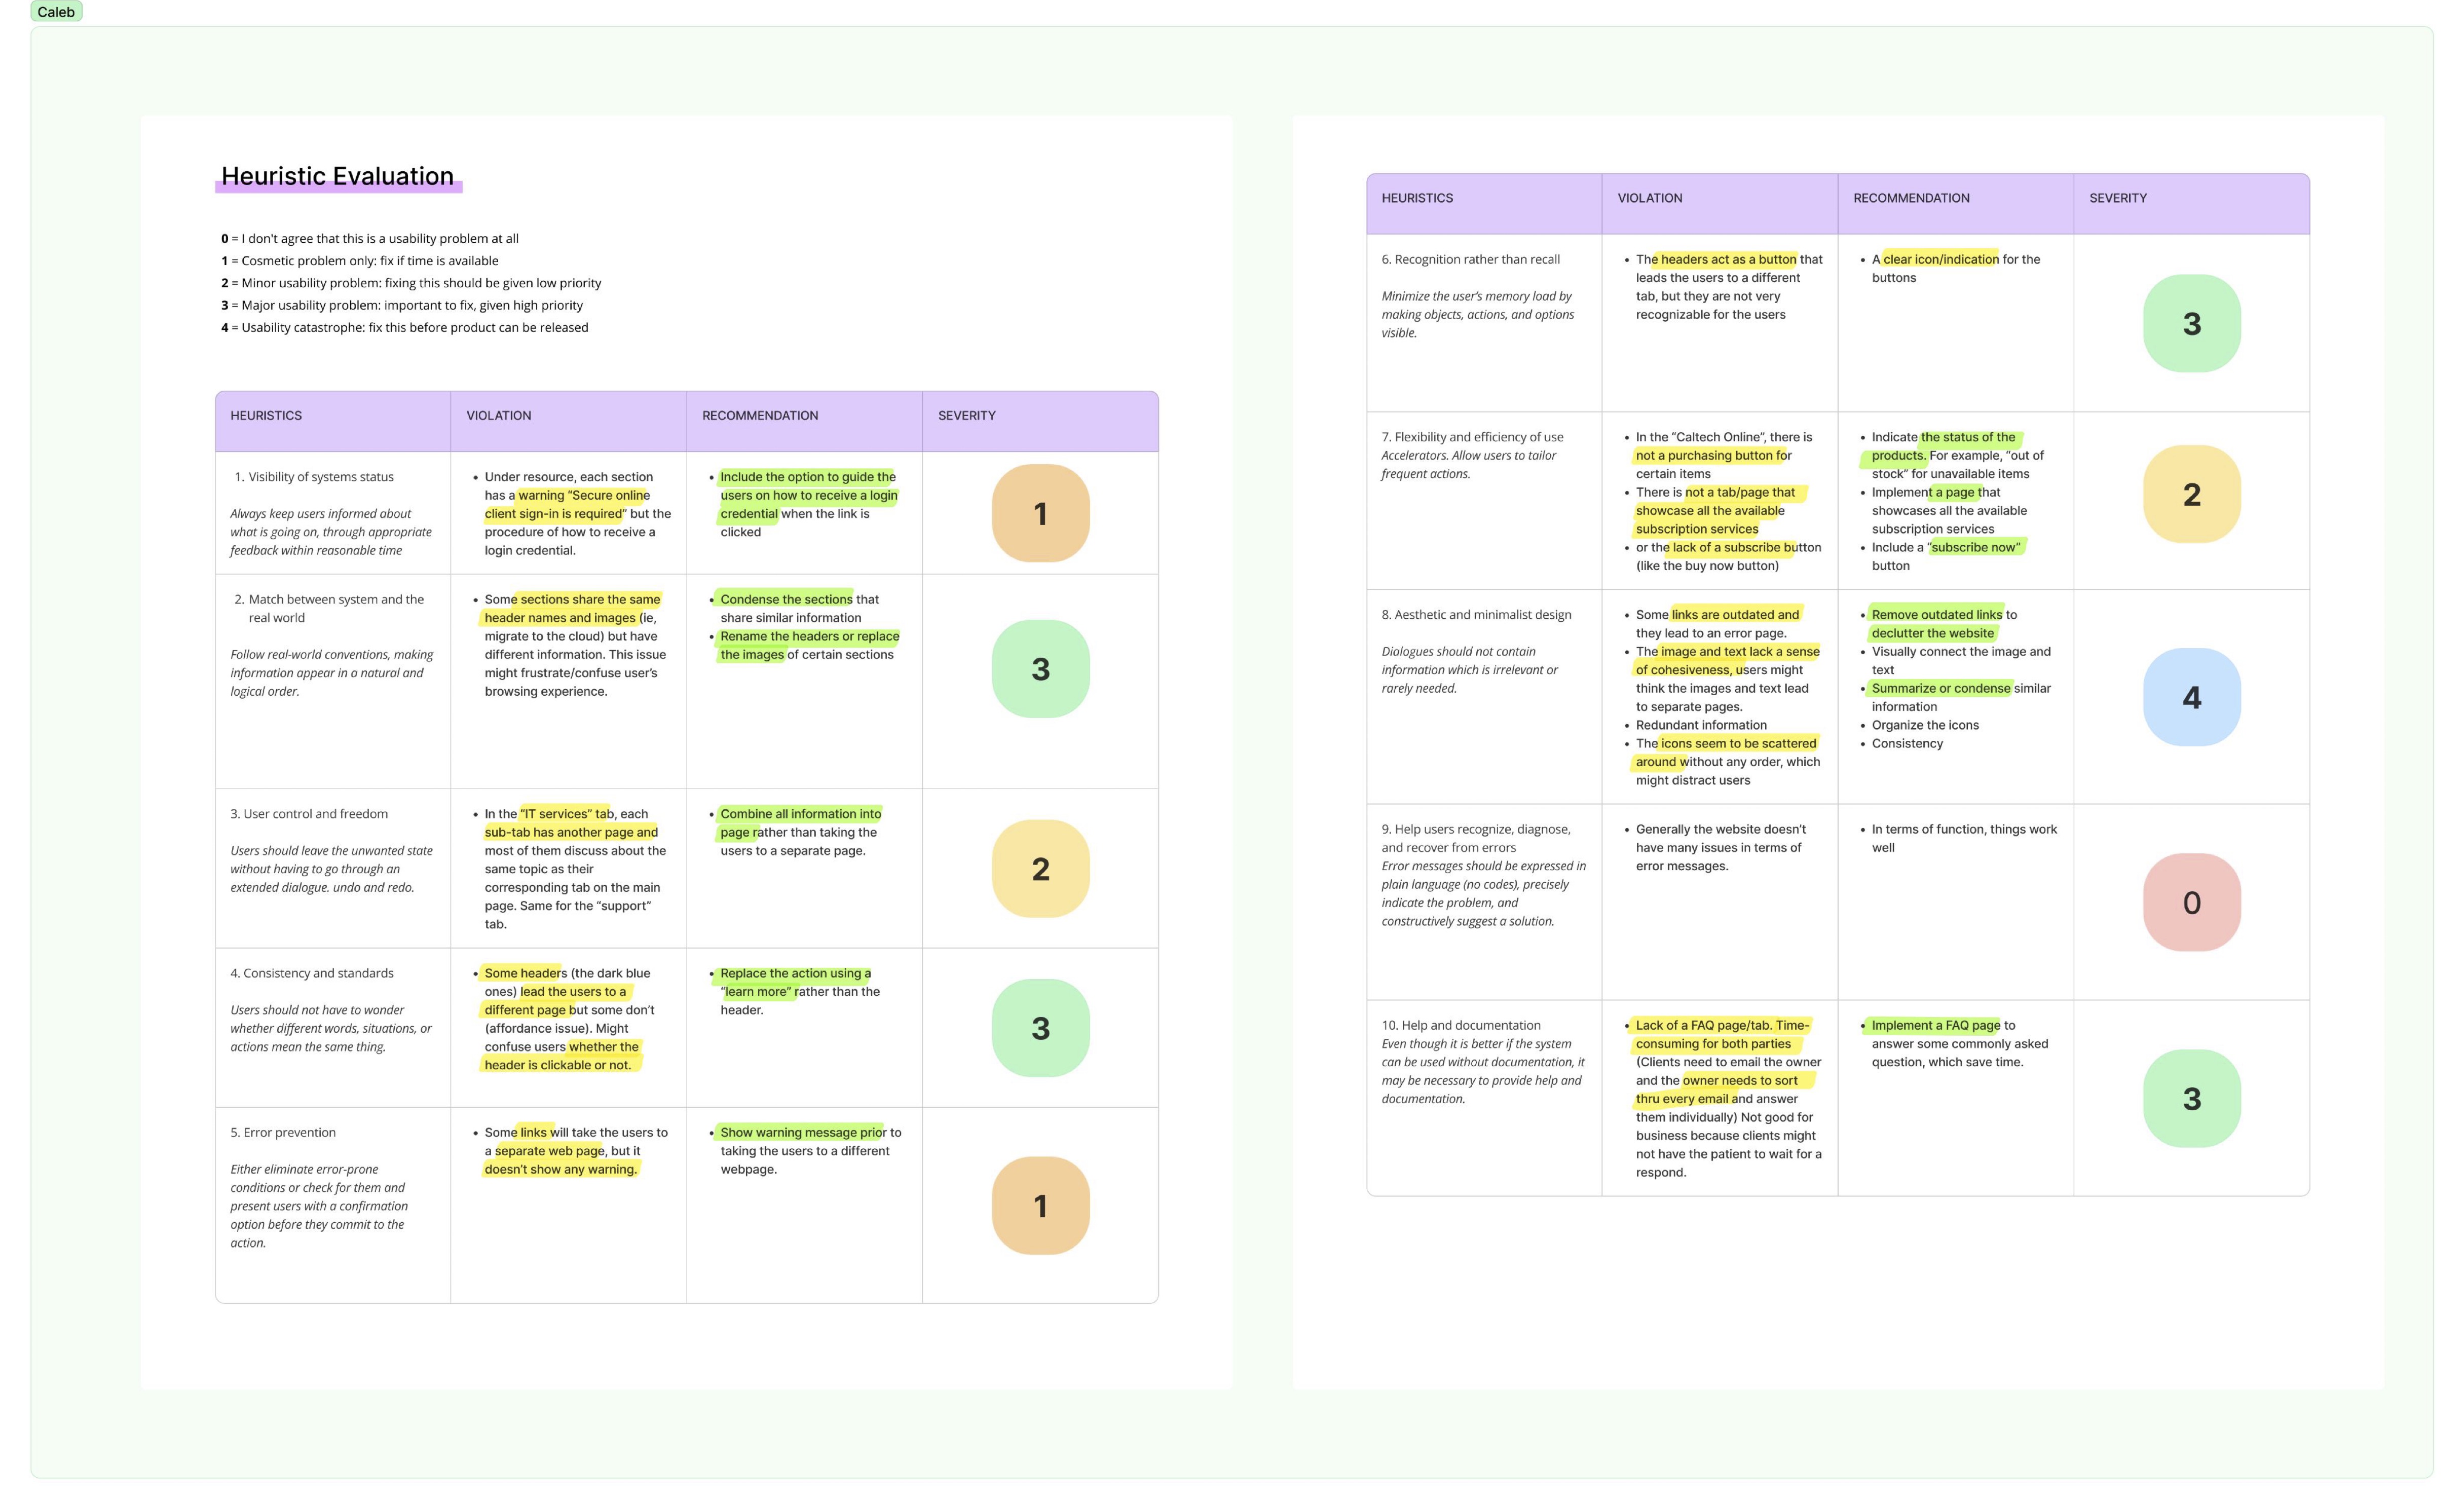 Caleb
Heuristic Evaluation
0 = I don't agree that this is a usability problem at all
1 = Cosmetic problem only: fix if time is available
2 = Minor usability problem: fixing this should be given low priority
3 = Major usability problem: important to fix, given high priority
4 = Usability catastrophe: fix this before product can be released
HEURISTICS
VIOLATION
RECOMMENDATION
SEVERITY
1. Visibility of systems status
Always keep users informed about
what is going on, through appropriate
feedback within reasonable time
• Under resource, each section
has a warning “Secure online
client sign-in is required” but the
procedure of how to receive a
login credential.
• Include the option to guide the
users on how to receive a login
credential when the link is
clicked
1
2. Match between system and the
real world
Follow real-world conventions, making
information appear in a natural and
logical order.
• Some sections share the same
header names and images (ie,
migrate to the cloud) but have
different information. This issue
might frustrate/confuse user’s
browsing experience.
• Condense the sections that
share similar information
• Rename the headers or replace
the images of certain sections
3
3. User control and freedom
Users should leave the unwanted state
without having to go through an
extended dialogue. undo and redo.
• In the “IT services” tab, each
sub-tab has another page and
most of them discuss about the
same topic as their
corresponding tab on the main
page. Same for the “support”
tab.
• Combine all information into
page rather than taking the
users to a separate page.
2
4. Consistency and standards
Users should not have to wonder
whether different words, situations, or
actions mean the same thing.
• Some headers (the dark blue
ones) lead the users to a
different page but some don’t
(affordance issue). Might
confuse users whether the
header is clickable or not.
• Replace the action using a
“learn more” rather than the
header.
3
5. Error prevention
Either eliminate error-prone
conditions or check for them and
present users with a confirmation
option before they commit to the
action.
• Some links will take the users to
a separate web page, but it
doesn’t show any warning.
• Show warning message prior to
taking the users to a different
webpage.
1
HEURISTICS
VIOLATION
RECOMMENDATION
SEVERITY
6. Recognition rather than recall
Minimize the user’s memory load by
making objects, actions, and options
visible.
• The headers act as a button that
leads the users to a different
tab, but they are not very
recognizable for the users
• A clear icon/indication for the
buttons
3
7. Flexibility and efficiency of use
Accelerators. Allow users to tailor
frequent actions.
• In the “Caltech Online”, there is
not a purchasing button for
certain items
• There is not a tab/page that
showcase all the available
subscription services
• or the lack of a subscribe button
(like the buy now button)
• Indicate the status of the
products. For example, “out of
stock” for unavailable items
• Implement a page that
showcases all the available
subscription services
• Include a “subscribe now”
button
2
8. Aesthetic and minimalist design
Dialogues should not contain
information which is irrelevant or
rarely needed.
• Some links are outdated and
they lead to an error page.
• The image and text lack a sense
of cohesiveness, users might
think the images and text lead
to separate pages.
• Redundant information
• The icons seem to be scattered
around without any order, which
might distract users
• Remove outdated links to
declutter the website
• Visually connect the image and
text
• Summarize or condense similar
information
• Organize the icons
• Consistency
4
9. Help users recognize, diagnose,
and recover from errors
Error messages should be expressed in
plain language (no codes), precisely
indicate the problem, and
constructively suggest a solution.
• Generally the website doesn’t
have many issues in terms of
error messages.
• In terms of function, things work
well
0
10. Help and documentation
Even though it is better if the system
can be used without documentation, it
may be necessary to provide help and
documentation.
• Lack of a FAQ page/tab. Time-
consuming for both parties
(Clients need to email the owner
and the owner needs to sort
thru every email and answer
them individually) Not good for
business because clients might
not have the patient to wait for a
respond.
• Implement a FAQ page to
answer some commonly asked
question, which save time.
3